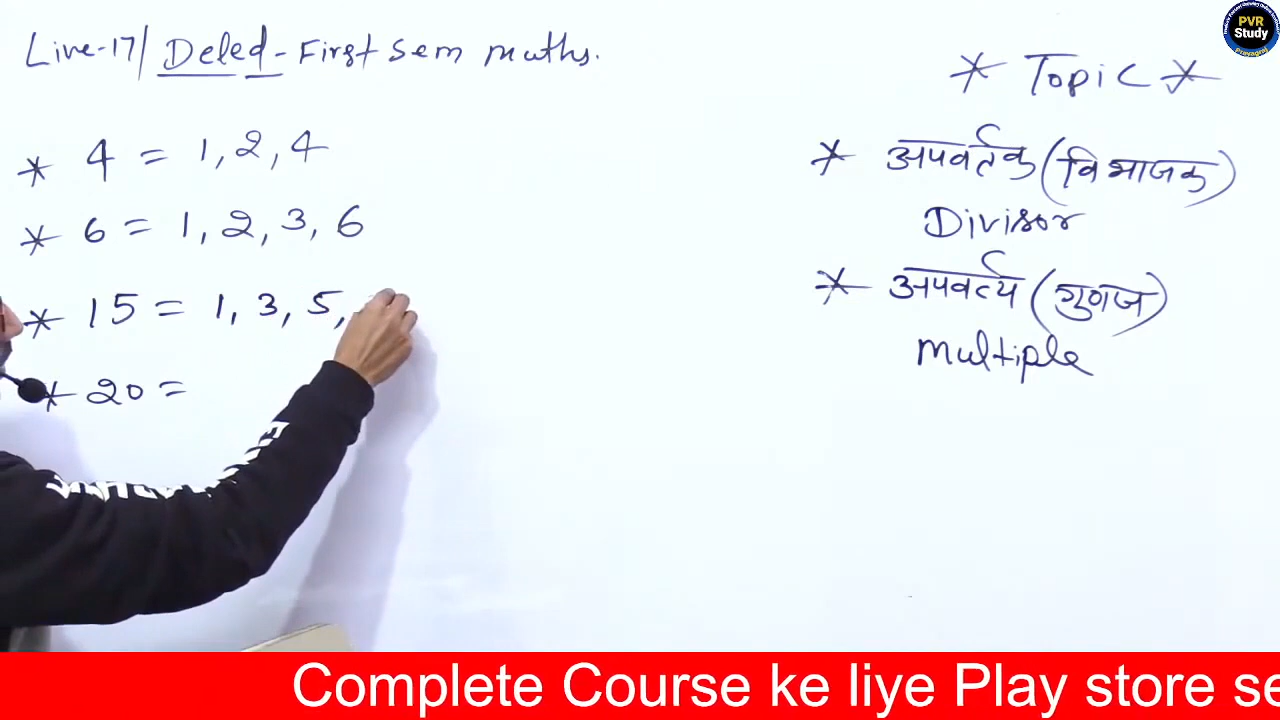 Live-17/ Deled - First sem maths.
* 4 = 1, 2, 4
* 6 = 1, 2, 3, 6
* 15 = 1, 3, 5,
* 20 =
* Topic *
* अपवर्तक (विभाजक)
Divisor
* अपवर्त्य (गुणज)
multiple
PVR
Study
Prayagraj
Complete Course ke liye Play store se